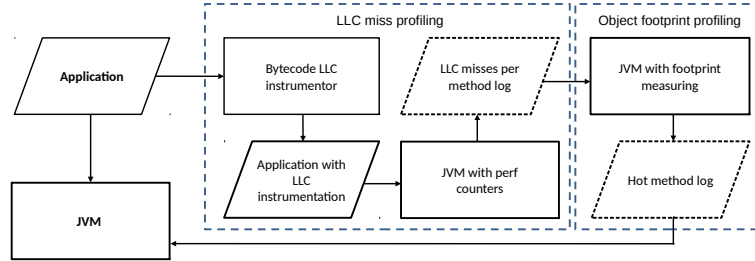 LLC miss profiling
Object footprint profiling
Application
Bytecode LLC
instrumentor
LLC misses per
method log
JVM with footprint
measuring
Application with
LLC
instrumentation
JVM with perf
counters
Hot method log
JVM